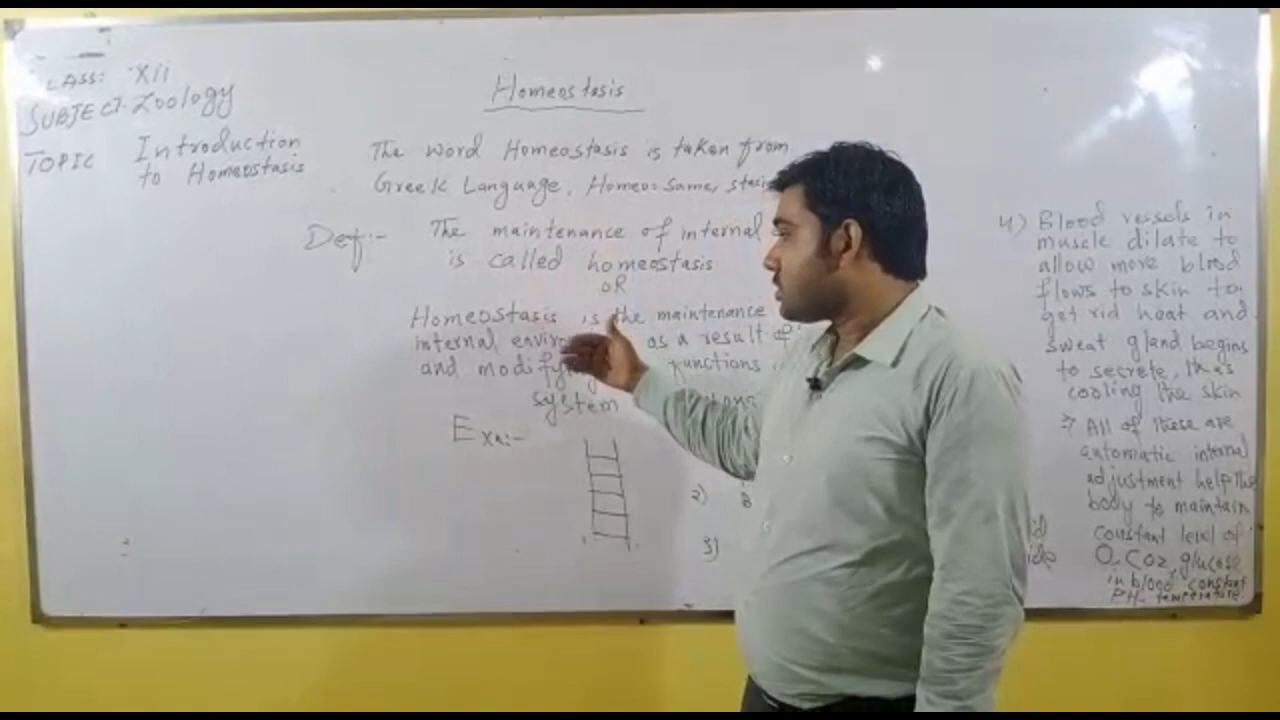 CLASS: Xii
SUBJECT. Zoology
TOPIC Introduction
to Homeostasis
Homeostasis
The word Homeostasis is taken from
Greek Language. Homeo: Same, stasis
Def:- The maintenance of internal
is called homeostasis
OR
Homeostasis is the maintenance
internal as a result of
and functions
system
Exa:-
2) B
3)
4) Blood vessels in
muscle dilate to
allow more blood
flows to skin to
get rid heat and
sweat gland begins
to secrete, thus
cooling the skin
All of these are
automatic internal
adjustment help the
body to maintain
constant level of
O2 CO2, glucose
in blood, constant
PH - temperature